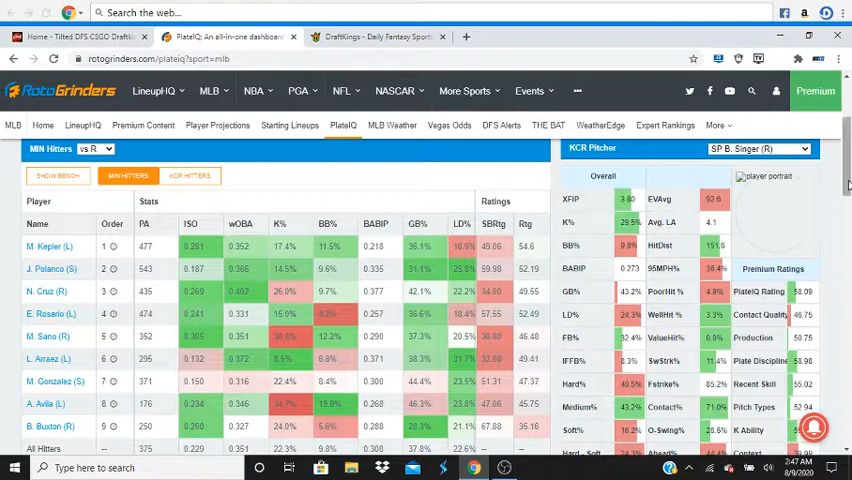 Search the web...
Home - Tilted DFS CSGO Draftki × PlateIQ: An all-in-one dashboar × DraftKings - Daily Fantasy Sports ×
rotogrinders.com/plateiq?sport=mlb
ROTOGRINDERS LineupHQ MLB NBA PGA NFL NASCAR More Sports Events Premium
MLB Home LineupHQ Premium Content Player Projections Starting Lineups PlateIQ MLB Weather Vegas Odds DFS Alerts THE BAT WeatherEdge Expert Rankings More
MIN Hitters vs R
SHOW BENCH MIN HITTERS KCR HITTERS
Player Stats Ratings
Name Order PA ISO wOBA K% BB% BABIP GB% LD% SBRtg Rtg
M. Kepler (L) 1 477 0.281 0.352 17.4% 11.5% 0.218 36.1% 16.9% 49.06 54.6
J. Polanco (S) 2 543 0.187 0.366 14.5% 9.6% 0.335 31.1% 25.8% 59.98 52.19
N. Cruz (R) 3 435 0.269 0.402 26.0% 9.7% 0.377 42.1% 22.2% 34.00 49.55
E. Rosario (L) 4 474 0.241 0.331 15.0% 4.2% 0.257 36.6% 18.4% 57.55 52.49
M. Sano (R) 5 352 0.305 0.351 12.2% 0.290 37.3% 20.5% 46.48
L. Arraez (L) 6 295 0.132 0.372 8.5% 6.8% 0.371 38.3% 31.7% 32.00 49.41
M. Gonzalez (S) 7 371 0.150 0.316 22.4% 8.4% 0.300 44.4% 23.5% 51.31 47.37
A. Avila (L) 8 176 0.234 0.336 34.7% 19.9% 0.288 46.3% 23.8% 47.06 45.75
B. Buxton (R) 9 250 0.260 0.327 24.0% 5.6% 0.300 28.3% 21.1% 67.88 35.16
All Hitters -- 375 0.229 0.351 22.3% 9.8% 0.300 37.8% 22.6% -- --
KCR Pitcher SP B. Singer (R)
Overall
XFIP 3.80 EVAvg 92.6
player portrait
K% 29.5% Avg. LA 4.1
BB% 9.8% HitDist 151.6
BABIP 0.273 95MPH% 36.4% Premium Ratings
GB% 43.2% PoorHit % 4.9% PlateIQ Rating 58.09
LD% 24.3% WellHit % 3.3% Contact Quality 46.75
FB% 32.4% ValueHit% 0.0% Production 50.75
IFFB% 8.3% SwStrk% 11.4% Plate Discipline 58.98
Hard% 40.5% Fstrike% 85.2% Recent Skill 55.02
Medium% 43.2% Contact% 71.0% Pitch Types 52.94
Soft% 16.2% O-Swing% 28.6% K Ability
Context
Type here to search
2:47 AM
8/9/2020